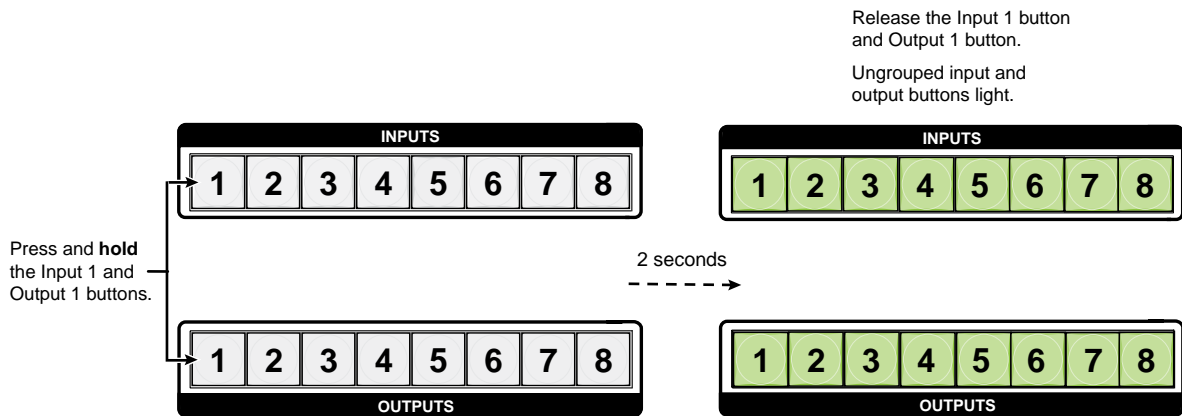 Release the Input 1 button
and Output 1 button.
Ungrouped input and
output buttons light.
INPUTS
1 2 3 4 5 6 7 8
INPUTS
1 2 3 4 5 6 7 8
Press and hold
the Input 1 and
Output 1 buttons.
2 seconds
1 2 3 4 5 6 7 8
OUTPUTS
1 2 3 4 5 6 7 8
OUTPUTS